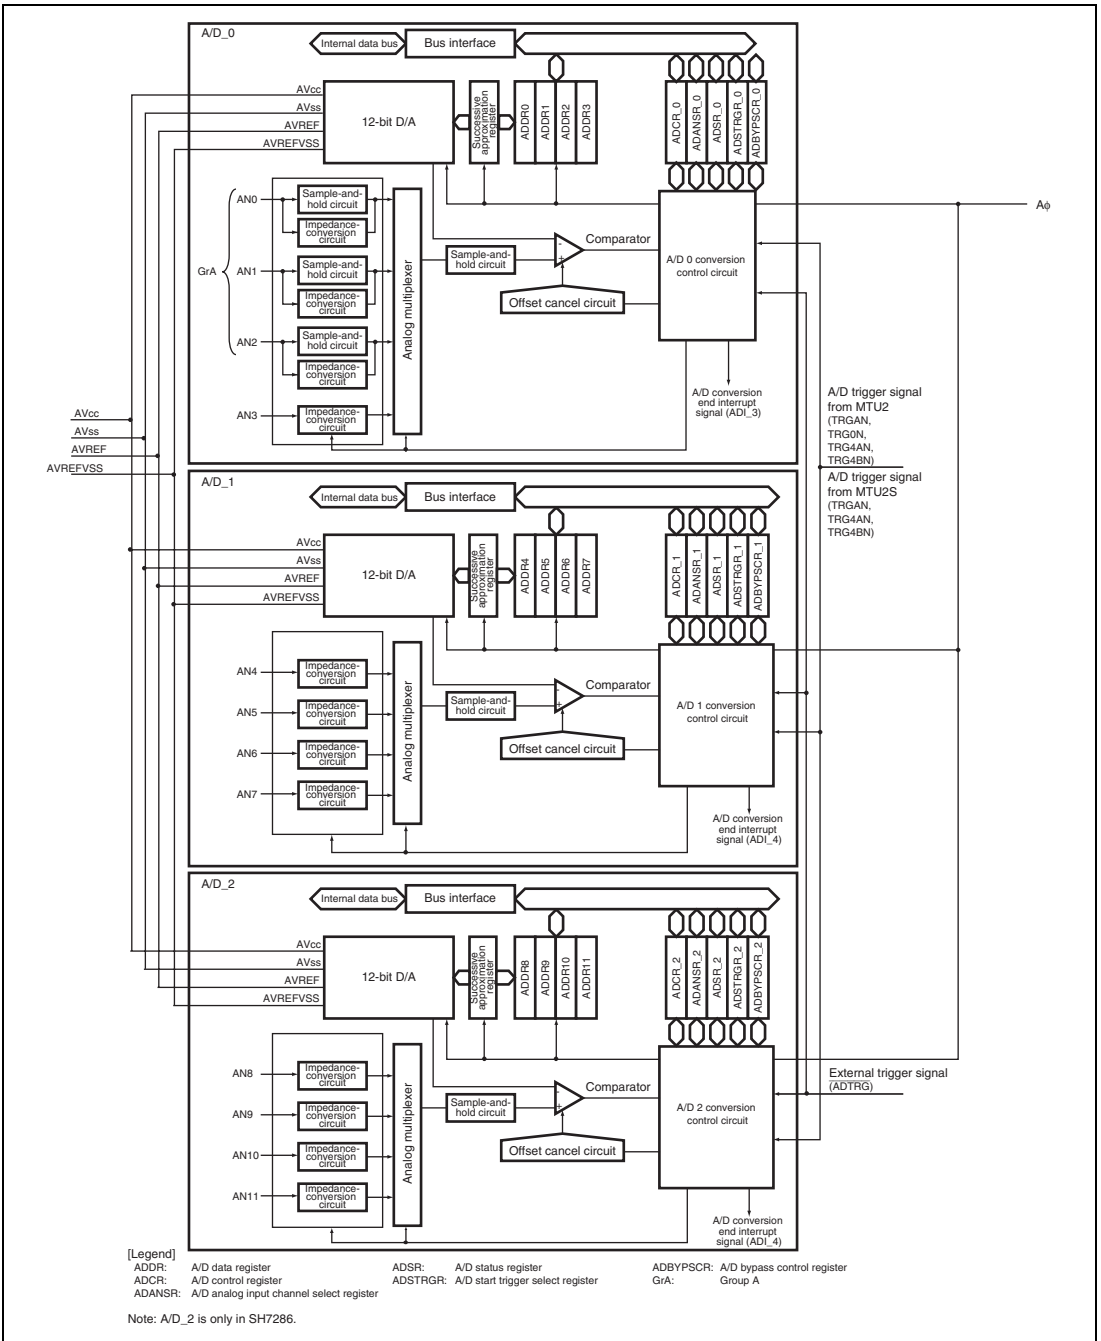 A/D_0
Internal data bus
Bus interface
AVcc
AVss
AVREF
AVREFVSS
12-bit D/A
Successive
approximation
register
ADDR0
ADDR1
ADDR2
ADDR3
ADCR_0
ADANSR_0
ADSR_0
ADSTRGR_0
ADBYPSCR_0
GrA
AN0
Sample-and-
hold circuit
Impedance-
conversion
circuit
AN1
Sample-and-
hold circuit
Impedance-
conversion
circuit
AN2
Sample-and-
hold circuit
Impedance-
conversion
circuit
AN3
Impedance-
conversion
circuit
Analog multiplexer
Sample-and-
hold circuit
-
+
Comparator
Offset cancel circuit
A/D 0 conversion
control circuit
A/D conversion
end interrupt
signal (ADI_3)
Aϕ
AVcc
AVss
AVREF
AVREFVSS
A/D trigger signal
from MTU2
(TRGAN,
TRG0N,
TRG4AN,
TRG4BN)
A/D trigger signal
from MTU2S
(TRGAN,
TRG4AN,
TRG4BN)
A/D_1
Internal data bus
Bus interface
AVcc
AVss
AVREF
AVREFVSS
12-bit D/A
Successive
approximation
register
ADDR4
ADDR5
ADDR6
ADDR7
ADCR_1
ADANSR_1
ADSR_1
ADSTRGR_1
ADBYPSCR_1
AN4
Impedance-
conversion
circuit
AN5
Impedance-
conversion
circuit
AN6
Impedance-
conversion
circuit
AN7
Impedance-
conversion
circuit
Analog multiplexer
Sample-and-
hold circuit
-
+
Comparator
Offset cancel circuit
A/D 1 conversion
control circuit
A/D conversion
end interrupt
signal (ADI_4)
A/D_2
Internal data bus
Bus interface
AVcc
AVss
AVREF
AVREFVSS
12-bit D/A
Successive
approximation
register
ADDR8
ADDR9
ADDR10
ADDR11
ADCR_2
ADANSR_2
ADSR_2
ADSTRGR_2
ADBYPSCR_2
AN8
Impedance-
conversion
circuit
AN9
Impedance-
conversion
circuit
AN10
Impedance-
conversion
circuit
AN11
Impedance-
conversion
circuit
Analog multiplexer
Sample-and-
hold circuit
-
+
Comparator
Offset cancel circuit
A/D 2 conversion
control circuit
External trigger signal
(ADTRG)
A/D conversion
end interrupt
signal (ADI_4)
[Legend]
ADDR: A/D data register
ADCR: A/D control register
ADANSR: A/D analog input channel select register
ADSR: A/D status register
ADSTRGR: A/D start trigger select register
ADBYPSCR: A/D bypass control register
GrA: Group A
Note: A/D_2 is only in SH7286.